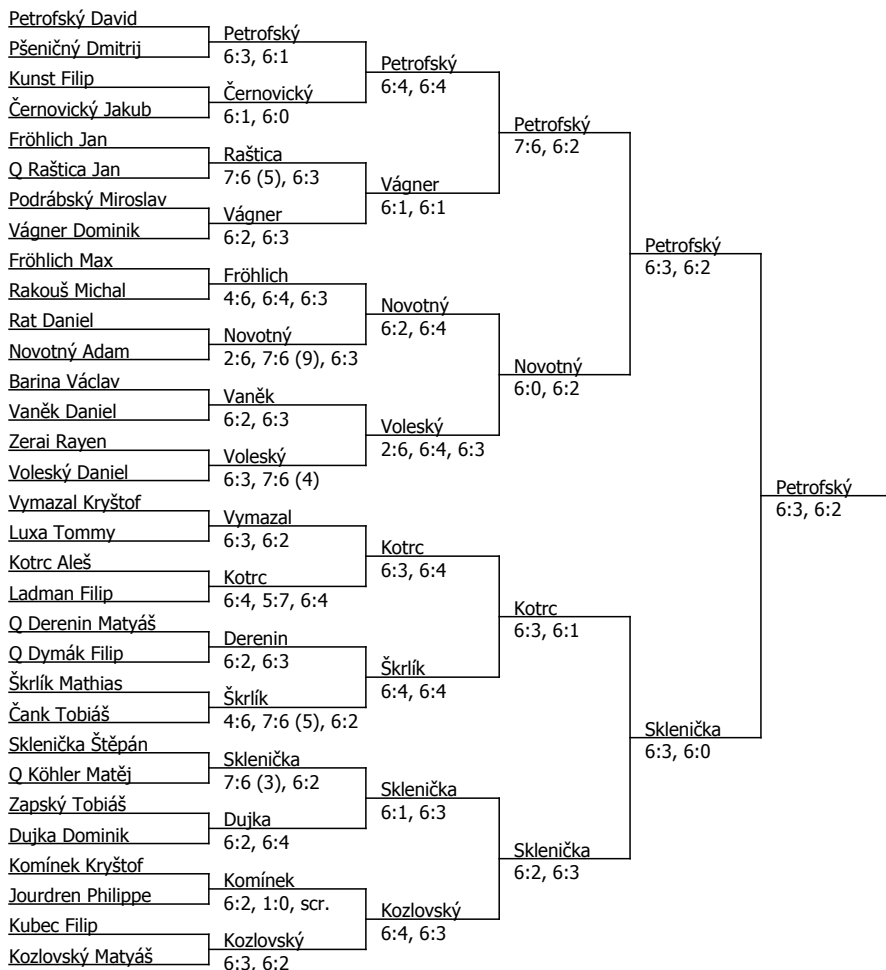 Petrofský David
Pšeničný Dmitrij
Kunst Filip
Černovický Jakub
Fröhlich Jan
Q Raštica Jan
Podrábský Miroslav
Vágner Dominik
Fröhlich Max
Rakouš Michal
Rat Daniel
Novotný Adam
Barina Václav
Vaněk Daniel
Zerai Rayen
Voleský Daniel
Vymazal Kryštof
Luxa Tommy
Kotrc Aleš
Ladman Filip
Q Derenin Matyáš
Q Dymák Filip
Škrlík Mathias
Čank Tobiáš
Sklenička Štěpán
Q Köhler Matěj
Zapský Tobiáš
Dujka Dominik
Komínek Kryštof
Jourdren Philippe
Kubec Filip
Kozlovský Matyáš
Petrofský
6:3, 6:1
Černovický
6:1, 6:0
Raštica
7:6 (5), 6:3
Vágner
6:2, 6:3
Fröhlich
4:6, 6:4, 6:3
Novotný
2:6, 7:6 (9), 6:3
Vaněk
6:2, 6:3
Voleský
6:3, 7:6 (4)
Vymazal
6:3, 6:2
Kotrc
6:4, 5:7, 6:4
Derenin
6:2, 6:3
Škrlík
4:6, 7:6 (5), 6:2
Sklenička
7:6 (3), 6:2
Dujka
6:2, 6:4
Komínek
6:2, 1:0, scr.
Kozlovský
6:3, 6:2
Petrofský
6:4, 6:4
Vágner
6:1, 6:1
Novotný
6:2, 6:4
Voleský
2:6, 6:4, 6:3
Kotrc
6:3, 6:4
Škrlík
6:4, 6:4
Sklenička
6:1, 6:3
Kozlovský
6:4, 6:3
Petrofský
7:6, 6:2
Novotný
6:0, 6:2
Kotrc
6:3, 6:1
Sklenička
6:2, 6:3
Petrofský
6:3, 6:2
Sklenička
6:3, 6:0
Petrofský
6:3, 6:2